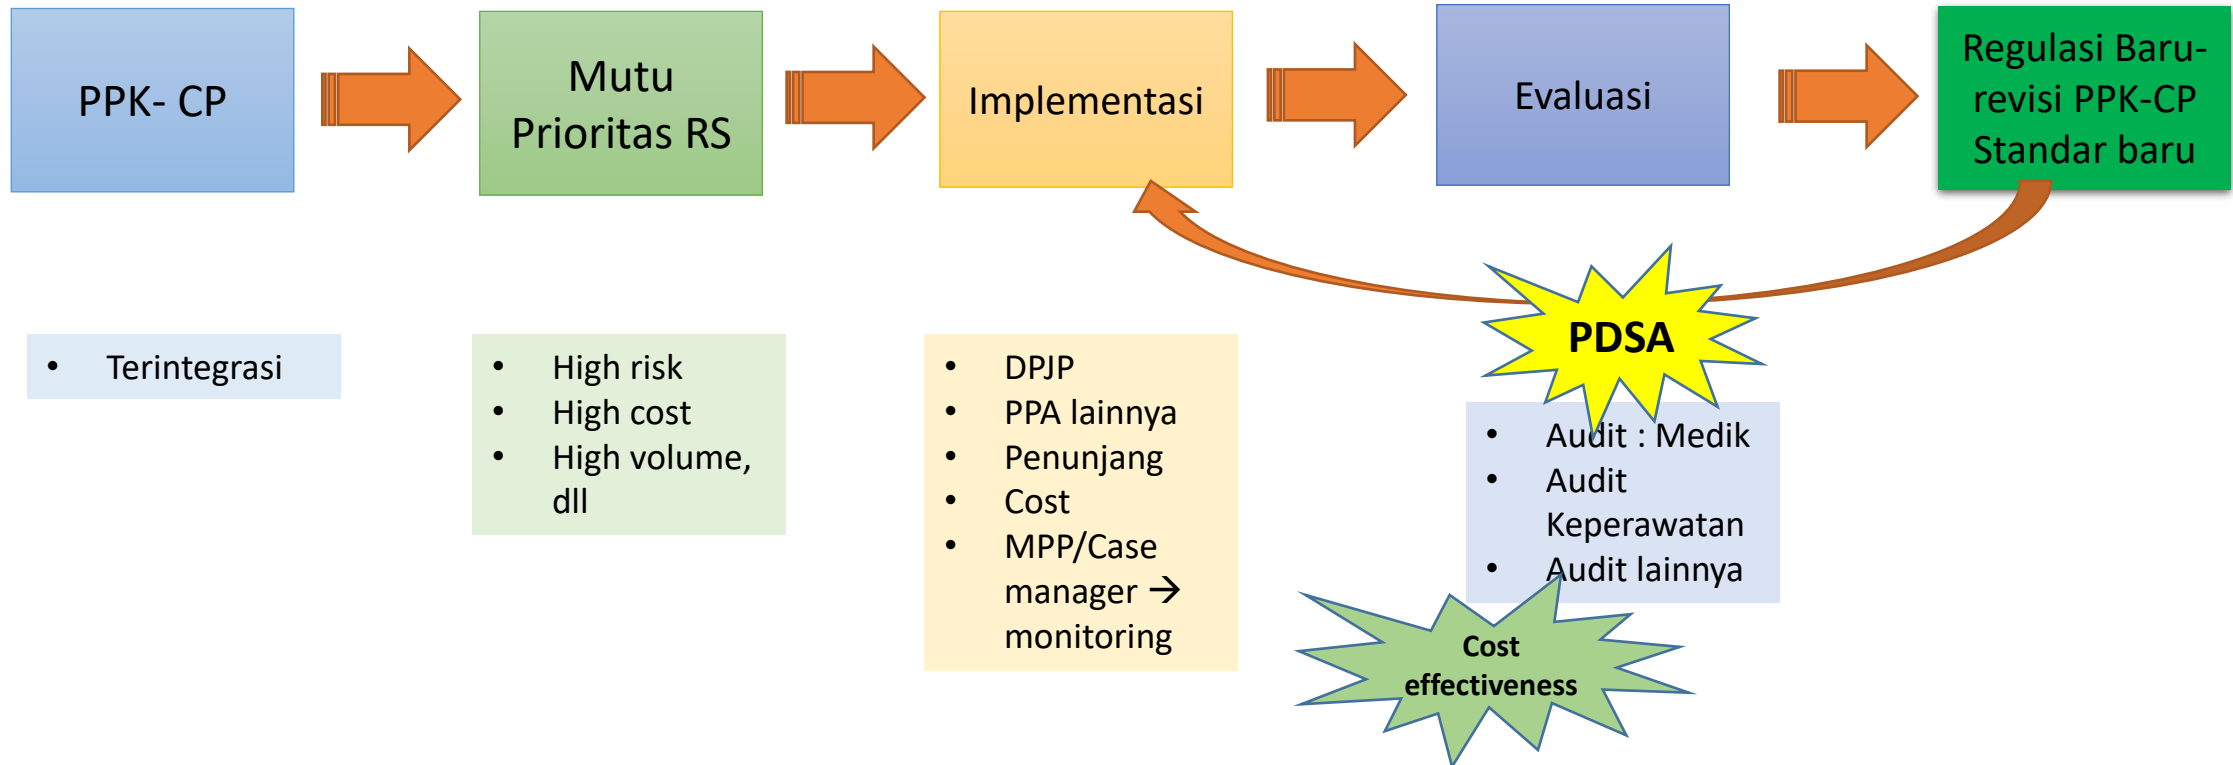 PPK- CP
Mutu
Prioritas RS
Implementasi
Evaluasi
Regulasi Baru-
revisi PPK-CP
Standar baru
• Terintegrasi
• High risk
• High cost
• High volume,
dll
• DPJP
• PPA lainnya
• Penunjang
• Cost
• MPP/Case
manager →
monitoring
PDSA
• Audit : Medik
• Audit
Keperawatan
• Audit lainnya
Cost
effectiveness